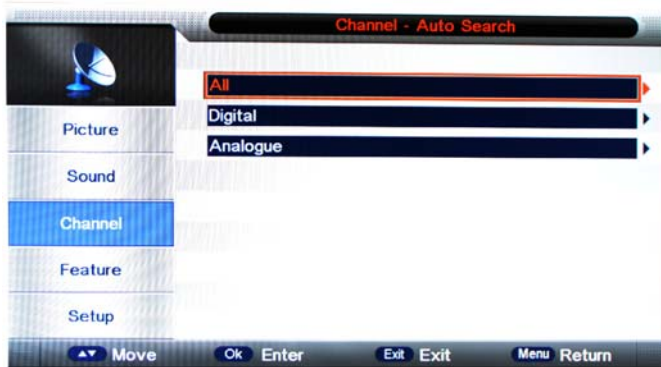 Channel - Auto Search
All
Digital
Analogue
Picture
Sound
Channel
Feature
Setup
Move Ok Enter Exit Exit Menu Return